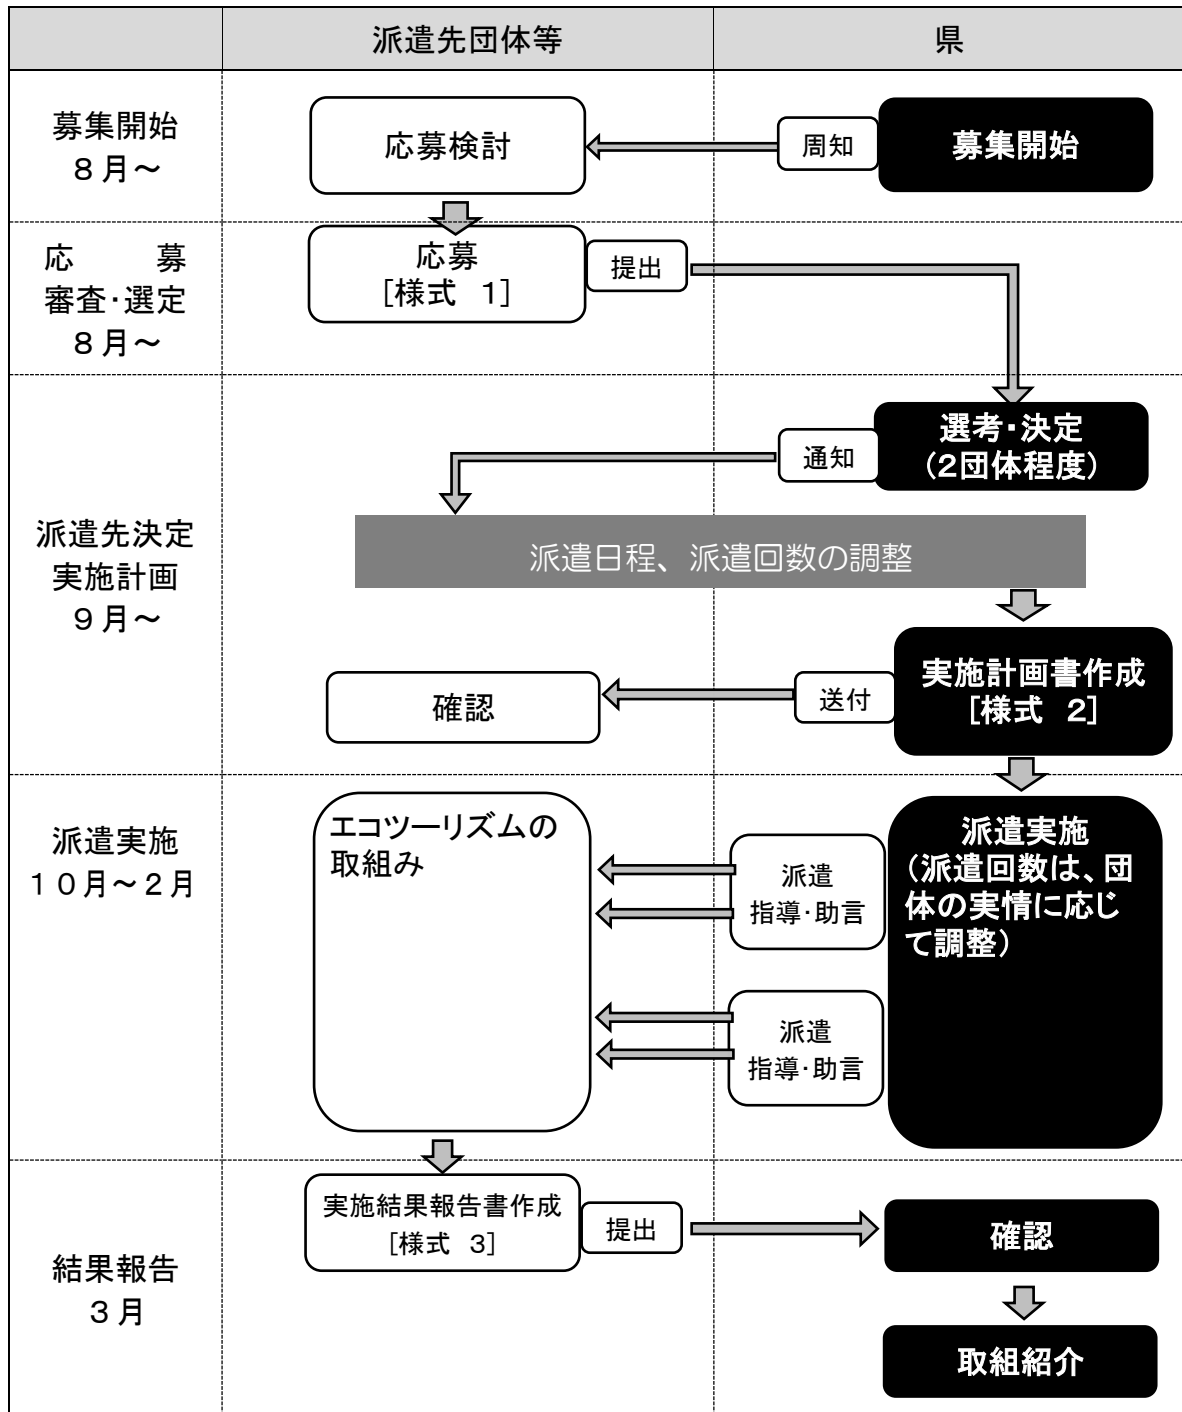 派遣先団体等
県
募集開始
８月～
応募検討
周知
募集開始
応　　募
審査・選定
８月～
応募
［様式　1］
提出
選考・決定
（2団体程度）
通知
派遣先決定
実施計画
９月～
派遣日程、派遣回数の調整
実施計画書作成
［様式　2］
送付
確認
派遣実施
１０月～２月
エコツーリズムの
取組み
派遣
指導・助言
派遣
指導・助言
派遣実施
（派遣回数は、団
体の実情に応じ
て調整）
結果報告
３月
実施結果報告書作成
［様式　3］
提出
確認
取組紹介